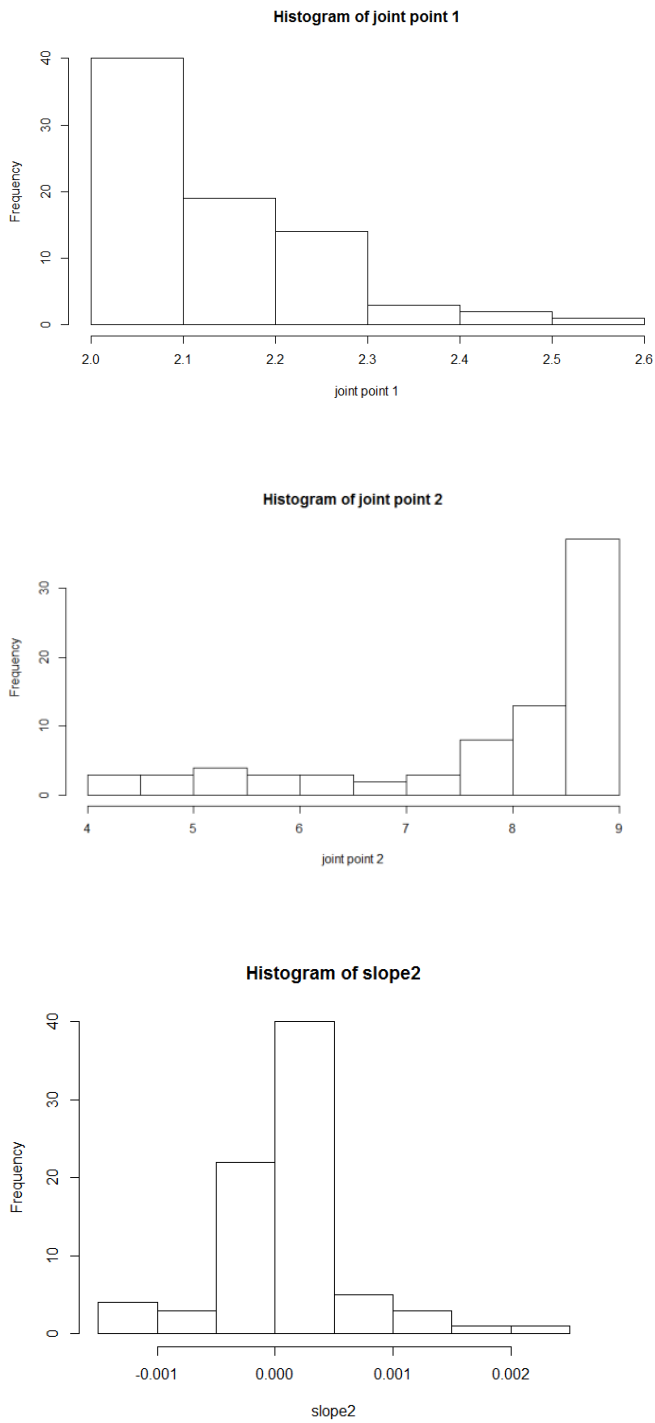 Histogram of joint point 1
Frequency
40
30
20
10
0
2.0 2.1 2.2 2.3 2.4 2.5 2.6
joint point 1
Histogram of joint point 2
Frequency
30
20
10
0
4 5 6 7 8 9
joint point 2
Histogram of slope2
Frequency
40
30
20
10
0
-0.001 0.000 0.001 0.002
slope2